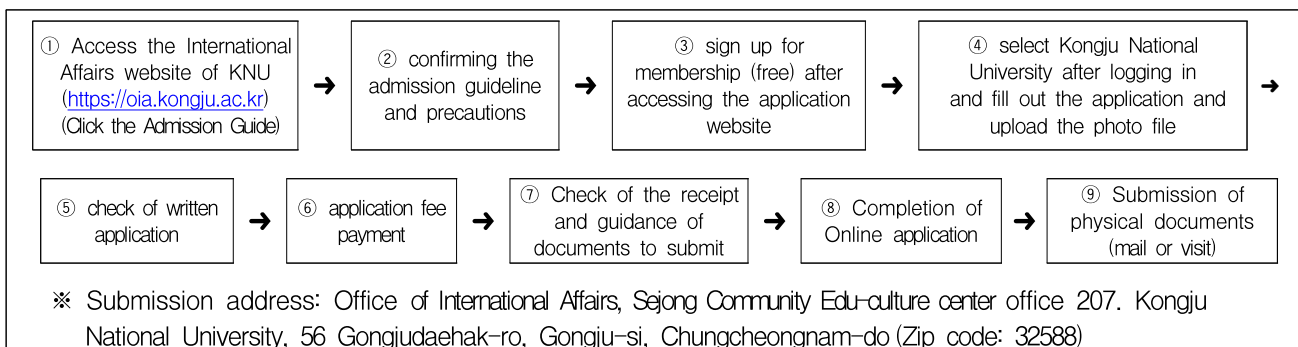 ① Access the International
Affairs website of KNU
(https://oia.kongju.ac.kr)
(Click the Admission Guide)
➜
② confirming the
admission guideline
and precautions
➜
③ sign up for
membership (free) after
accessing the application
website
➜
④ select Kongju National
University after logging in
and fill out the application and
upload the photo file
➜
⑤ check of written
application
➜
⑥ application fee
payment
➜
⑦ Check of the receipt
and guidance of
documents to submit
➜
⑧ Completion of
Online application
➜
⑨ Submission of
physical documents
(mail or visit)
※ Submission address: Office of International Affairs, Sejong Community Edu-culture center office 207. Kongju
National University, 56 Gongjudaehak-ro, Gongju-si, Chungcheongnam-do (Zip code: 32588)